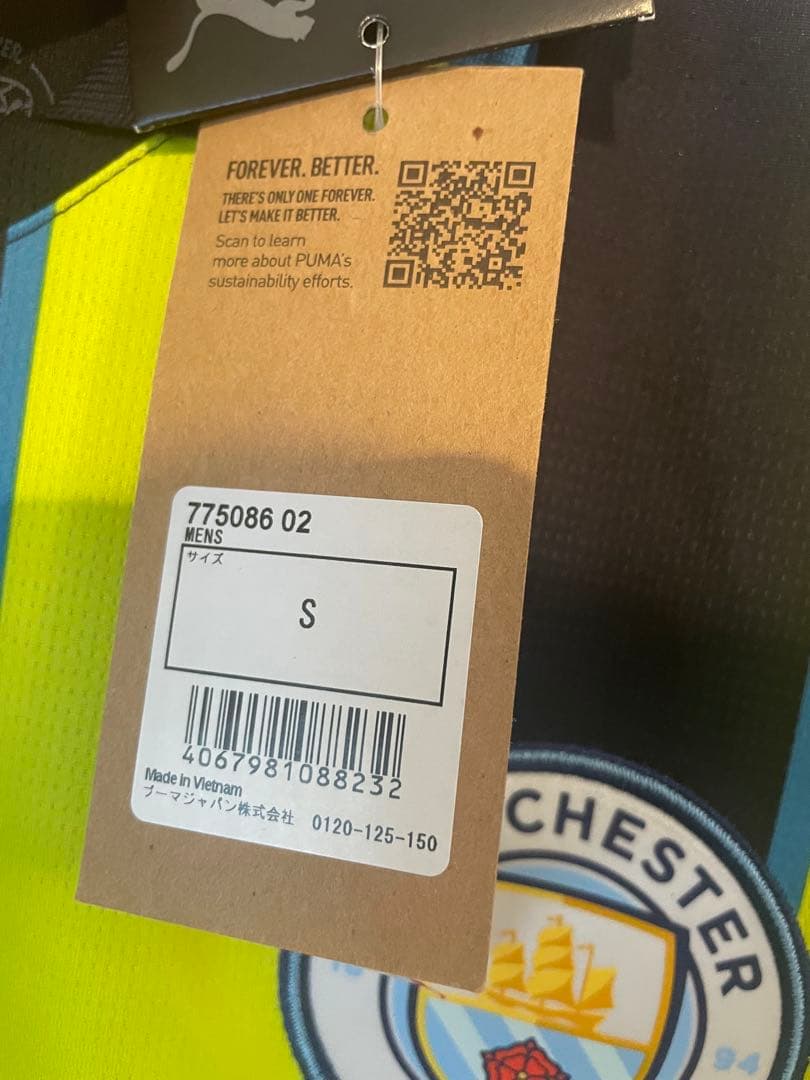 FOREVER. BETTER.
THERE'S ONLY ONE FOREVER.
LET'S MAKE IT BETTER.
Scan to learn
more about PUMA's
sustainability efforts.
775086 02
MENS
サイズ
S
4067981088232
Made in Vietnam
プーマジャパン株式会社 0120-125-150
CHESTER
94